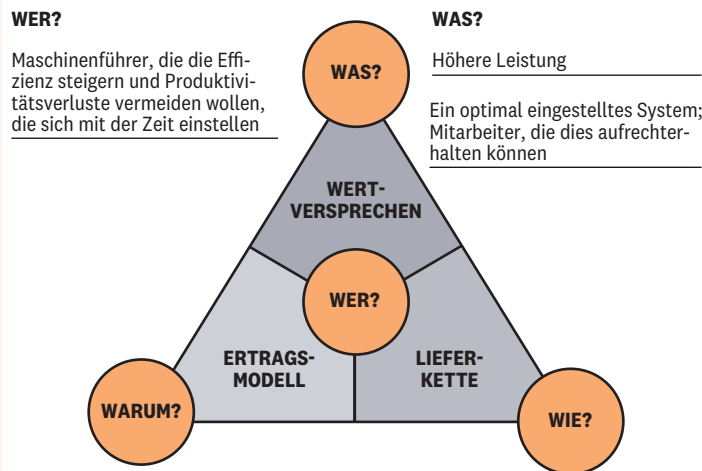 WER?
Maschinenführer, die die Effi-
zienz steigern und Produktivi-
tätsverluste vermeiden wollen,
die sich mit der Zeit einstellen
WAS?
Höhere Leistung
Ein optimal eingestelltes System;
Mitarbeiter, die dies aufrechter-
halten können
WAS?
WERT-
VERSPRECHEN
WER?
ERTRAGS-
MODELL
LIEFER-
KETTE
WARUM?
WIE?